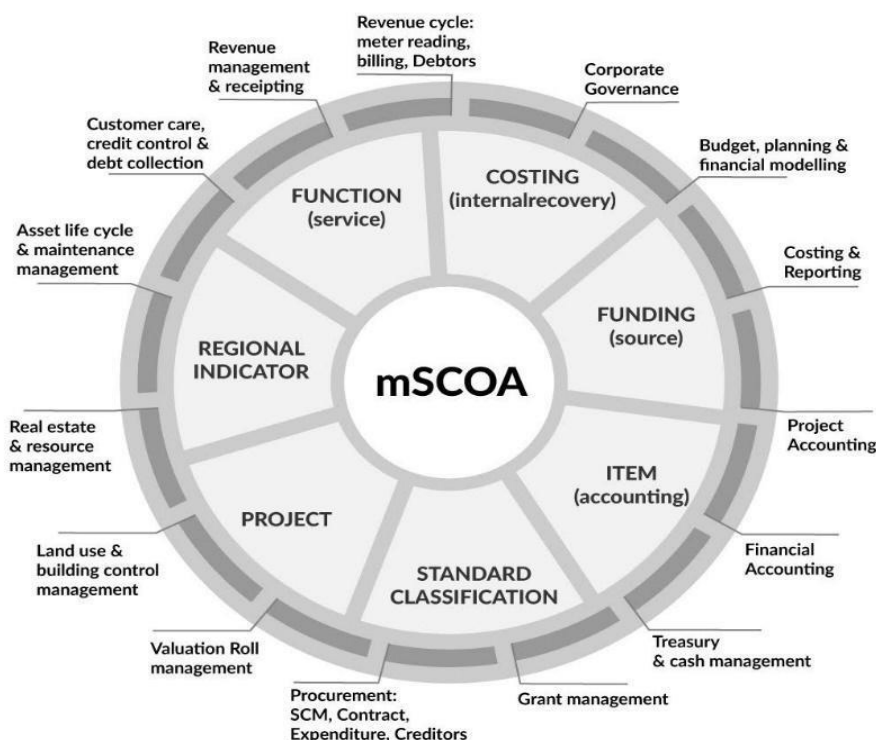 Revenue cycle:
meter reading,
billing, Debtors
Corporate
Governance
Budget, planning &
financial modelling
Costing &
Reporting
Project
Accounting
Financial
Accounting
Treasury
& cash management
Grant management
Procurement:
SCM, Contract,
Expenditure, Creditors
Valuation Roll
management
Land use &
building control
management
Real estate
& resource
management
Asset life cycle
& maintenance
management
Customer care,
credit control &
debt collection
Revenue
management
& receipting
FUNCTION
(service)
COSTING
(internalrecovery)
FUNDING
(source)
ITEM
(accounting)
STANDARD
CLASSIFICATION
PROJECT
REGIONAL
INDICATOR
mSCOA